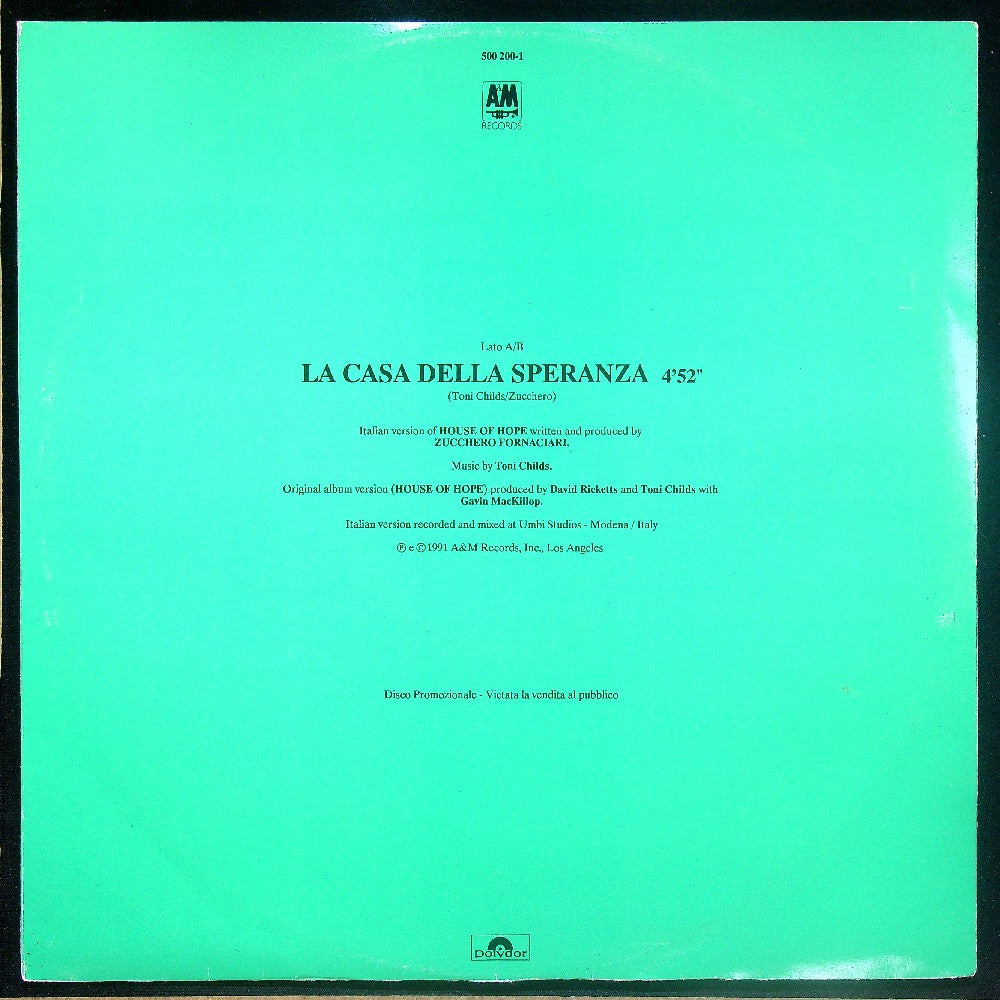 500 200-1
A&M
RECORDS
Lato A/B
LA CASA DELLA SPERANZA 4'52"
(Toni Childs/Zucchero)
Italian version of HOUSE OF HOPE written and produced by
ZUCCHERO FORNACIARI.
Music by Toni Childs.
Original album version (HOUSE OF HOPE) produced by David Ricketts and Toni Childs with
Gavin MacKillop.
Italian version recorded and mixed at Umbi Studios - Modena / Italy
℗ e © 1991 A&M Records, Inc., Los Angeles
Disco Promozionale - Vietata la vendita al pubblico
polydor